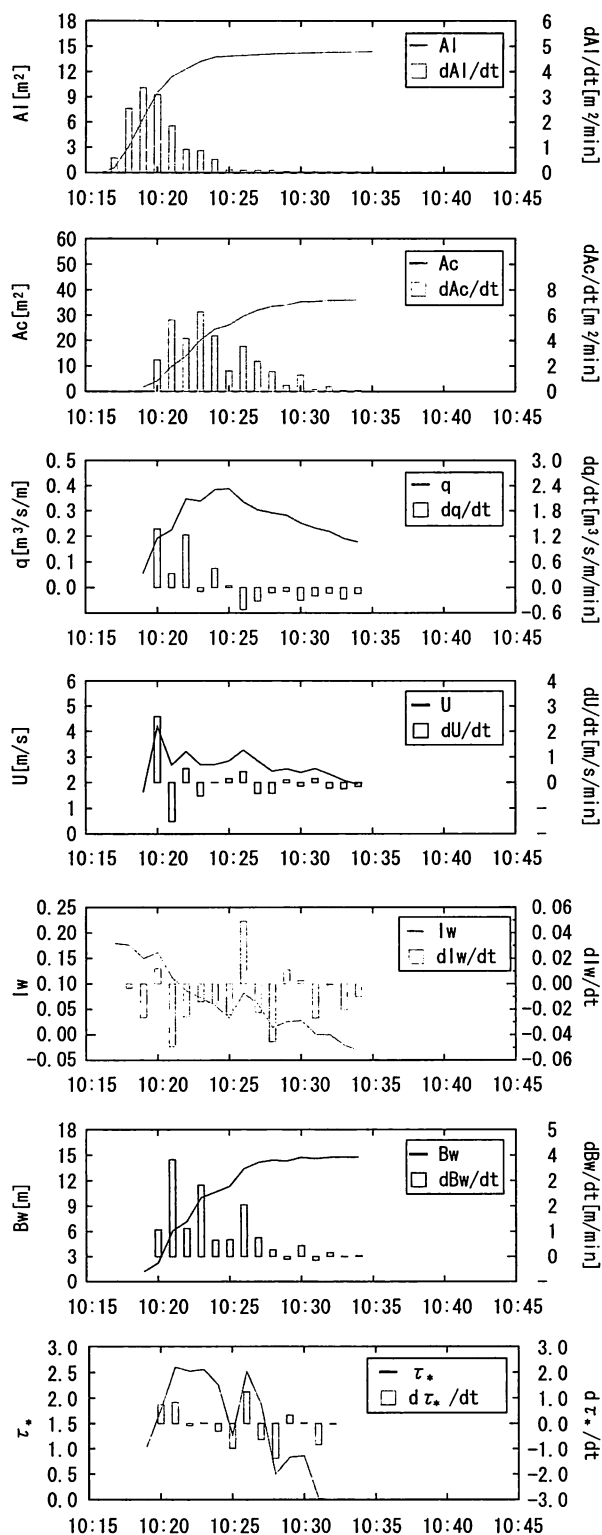 18
15
12
9
6
3
0
Al[m²]
Al
dAl/dt
6
5
4
3
2
1
0
dAl/dt[m²/min]
10:15 10:20 10:25 10:30 10:35 10:40 10:45
60
50
40
30
20
10
0
Ac[m²]
Ac
dAc/dt
8
6
4
2
0
dAc/dt[m²/min]
10:15 10:20 10:25 10:30 10:35 10:40 10:45
0.5
0.4
0.3
0.2
0.1
0.0
q[m³/s/m]
q
dq/dt
3.0
2.4
1.8
1.2
0.6
0.0
-0.6
dq/dt[m³/s/m/min]
10:15 10:20 10:25 10:30 10:35 10:40 10:45
6
5
4
3
2
1
0
U[m/s]
U
dU/dt
4
3
2
1
0
-
-
dU/dt[m/s/min]
10:15 10:20 10:25 10:30 10:35 10:40 10:45
0.25
0.20
0.15
0.10
0.05
0.00
-0.05
Iw
Iw
dIw/dt
0.06
0.04
0.02
0.00
-0.02
-0.04
-0.06
dIw/dt
10:15 10:20 10:25 10:30 10:35 10:40 10:45
18
15
12
9
6
3
0
Bw[m]
Bw
dBw/dt
5
4
3
2
1
0
-
dBw/dt[m/min]
10:15 10:20 10:25 10:30 10:35 10:40 10:45
3.0
2.5
2.0
1.5
1.0
0.5
0.0
τ*
τ*
dτ*/dt
3.0
2.0
1.0
0.0
-1.0
-2.0
-3.0
dτ*/dt
10:15 10:20 10:25 10:30 10:35 10:40 10:45